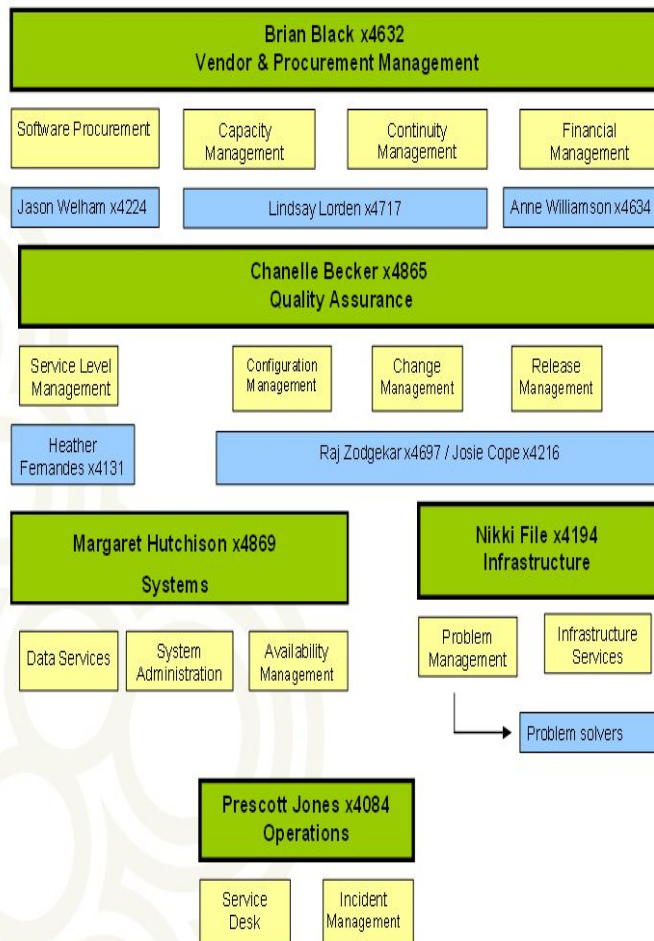 Brian Black x4632
Vendor & Procurement Management
Software Procurement
Capacity
Management
Continuity
Management
Financial
Management
Jason Welham x4224
Lindsay Lorden x4717
Anne Williamson x4634
Chanelle Becker x4865
Quality Assurance
Service Level
Management
Configuration
Management
Change
Management
Release
Management
Heather
Fernandes x4131
Raj Zodgekar x4697 / Josie Cope x4216
Margaret Hutchison x4869
Systems
Nikki File x4194
Infrastructure
Data Services
System
Administration
Availability
Management
Problem
Management
Infrastructure
Services
Problem solvers
Prescott Jones x4084
Operations
Service
Desk
Incident
Management